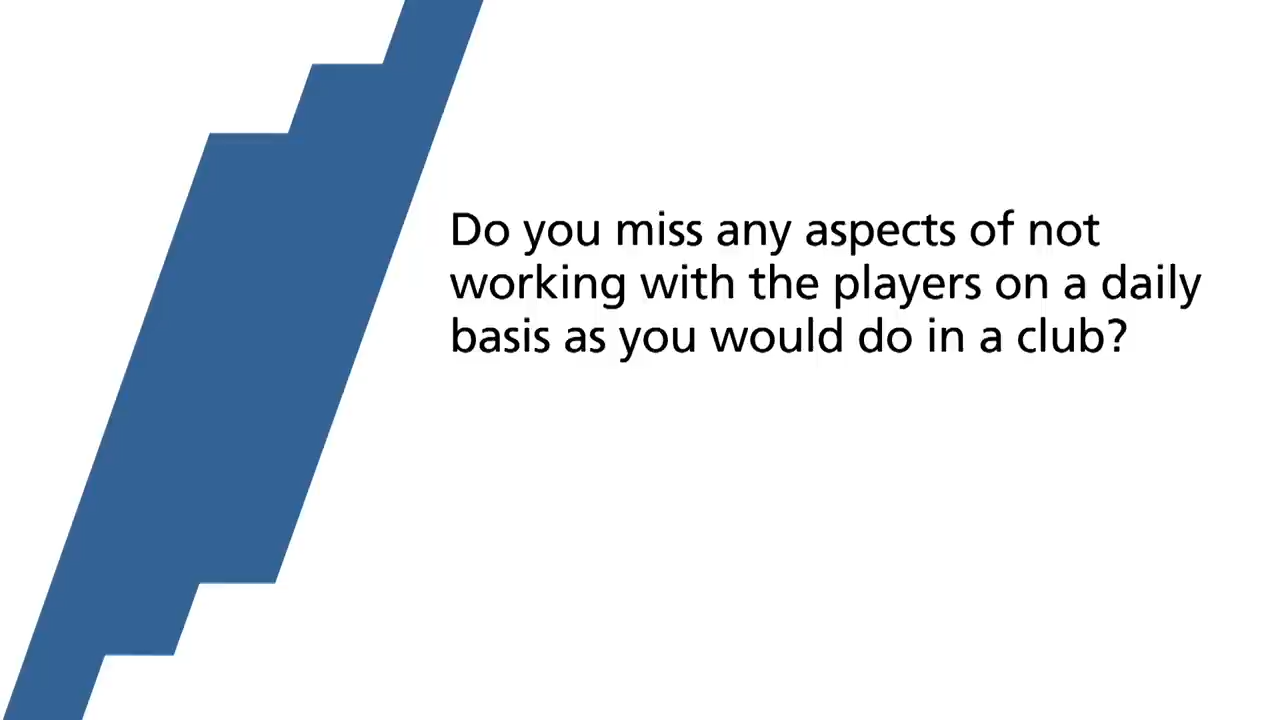 Do you miss any aspects of not
working with the players on a daily
basis as you would do in a club?